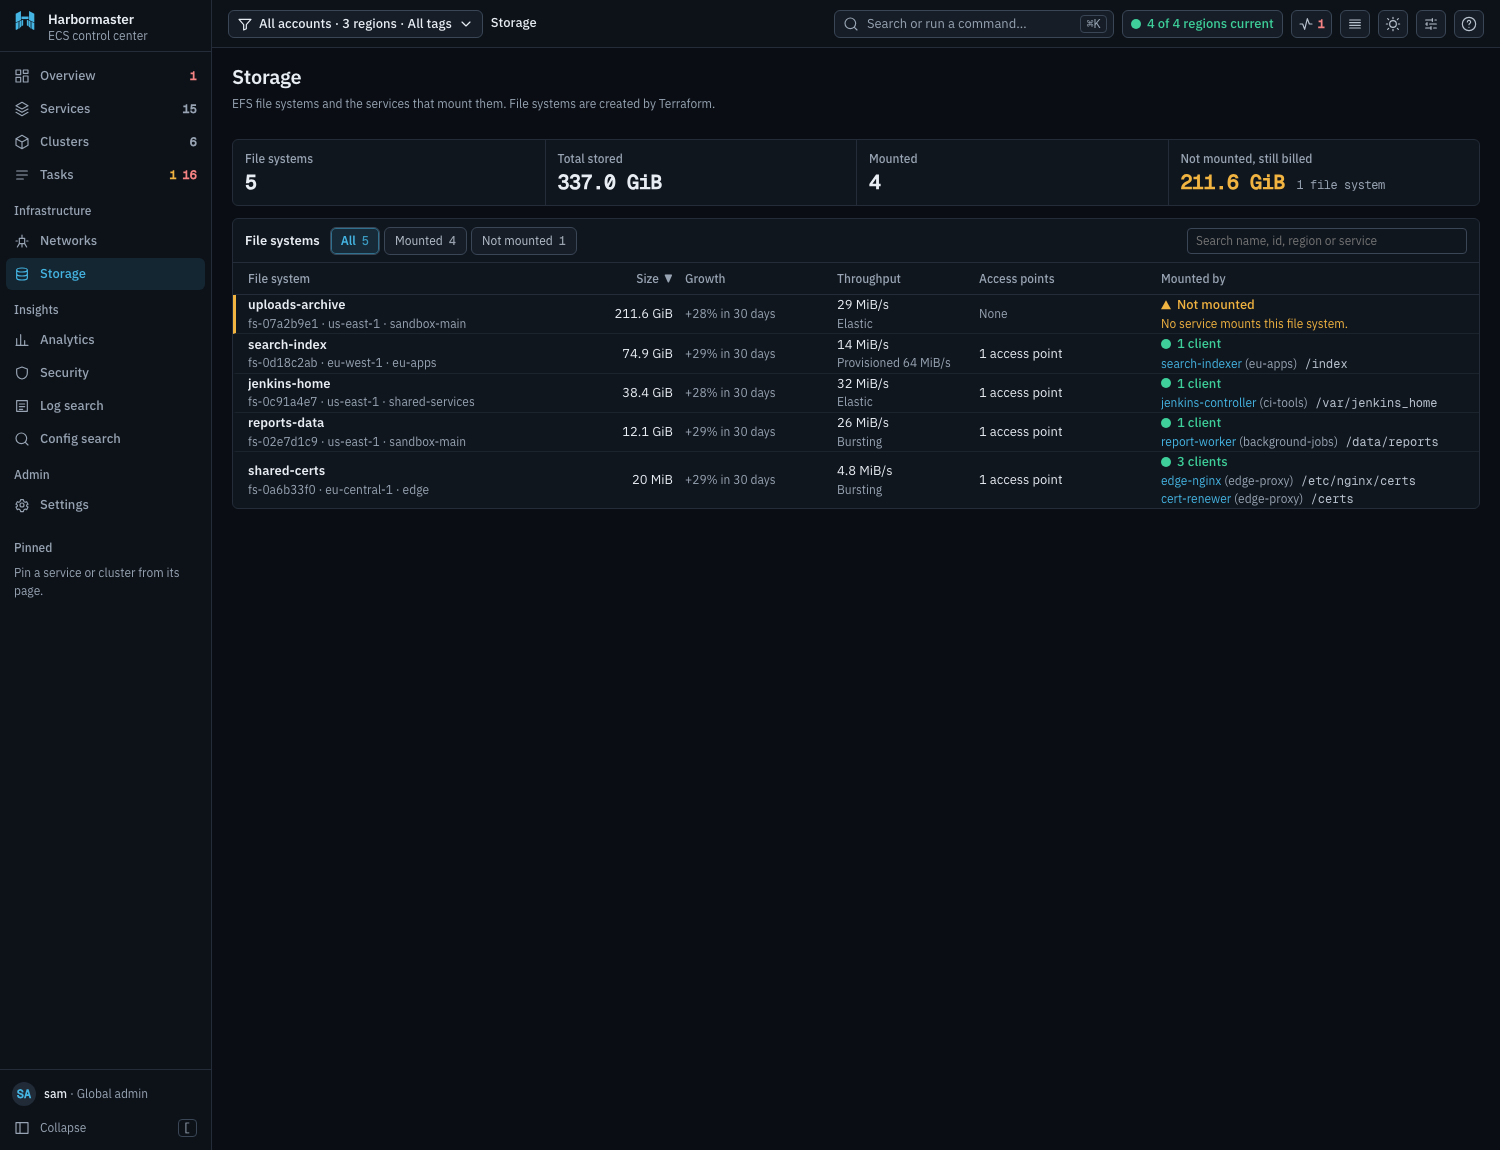 Harbormaster
ECS control center
Overview 1
Services 15
Clusters 6
Tasks 1 16
Infrastructure
Networks
Storage
Insights
Analytics
Security
Log search
Config search
Admin
Settings
Pinned
Pin a service or cluster from its
page.
SA sam · Global admin
Collapse [
All accounts · 3 regions · All tags Storage
Search or run a command... ⌘K
4 of 4 regions current
1
Storage
EFS file systems and the services that mount them. File systems are created by Terraform.
File systems
5
Total stored
337.0 GiB
Mounted
4
Not mounted, still billed
211.6 GiB 1 file system
File systems All 5 Mounted 4 Not mounted 1
Search name, id, region or service
File system Size ▼ Growth Throughput Access points Mounted by
uploads-archive
fs-07a2b9e1 · us-east-1 · sandbox-main
211.6 GiB +28% in 30 days
29 MiB/s
Elastic
None
Not mounted
No service mounts this file system.
search-index
fs-0d18c2ab · eu-west-1 · eu-apps
74.9 GiB +29% in 30 days
14 MiB/s
Provisioned 64 MiB/s
1 access point
1 client
search-indexer (eu-apps) /index
jenkins-home
fs-0c91a4e7 · us-east-1 · shared-services
38.4 GiB +28% in 30 days
32 MiB/s
Elastic
1 access point
1 client
jenkins-controller (ci-tools) /var/jenkins_home
reports-data
fs-02e7d1c9 · us-east-1 · sandbox-main
12.1 GiB +29% in 30 days
26 MiB/s
Bursting
1 access point
1 client
report-worker (background-jobs) /data/reports
shared-certs
fs-0a6b33f0 · eu-central-1 · edge
20 MiB +29% in 30 days
4.8 MiB/s
Bursting
1 access point
3 clients
edge-nginx (edge-proxy) /etc/nginx/certs
cert-renewer (edge-proxy) /certs